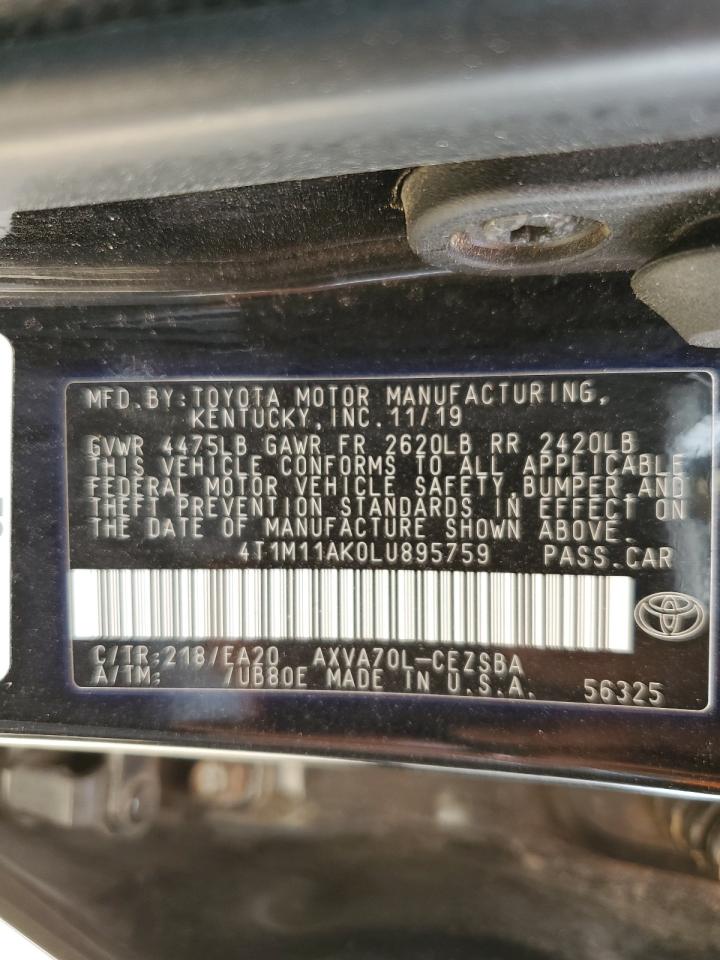 MFD.BY:TOYOTA MOTOR MANUFACTURING,
KENTUCKY,INC.11/19
GVWR 4475LB GAWR FR 2620LB RR 2420LB
THIS VEHICLE CONFORMS TO ALL APPLICABLE
FEDERAL MOTOR VEHICLE SAFETY,BUMPER AND
THEFT PREVENTION STANDARDS IN EFFECT ON
THE DATE OF MANUFACTURE SHOWN ABOVE.
4T1M11AK0LU895759 PASS.CAR
C/TR:218/EA20 AXVA70L-CEZSBA
A/TM: /UB80E MADE IN U.S.A. 56325